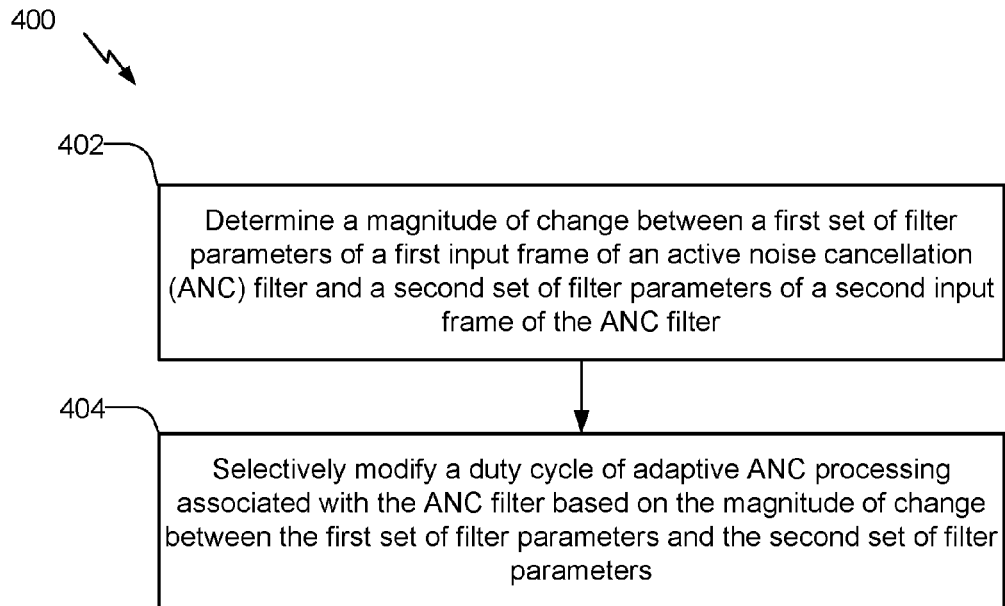 400
402
Determine a magnitude of change between a first set of filter
parameters of a first input frame of an active noise cancellation
(ANC) filter and a second set of filter parameters of a second input
frame of the ANC filter
404
Selectively modify a duty cycle of adaptive ANC processing
associated with the ANC filter based on the magnitude of change
between the first set of filter parameters and the second set of filter
parameters